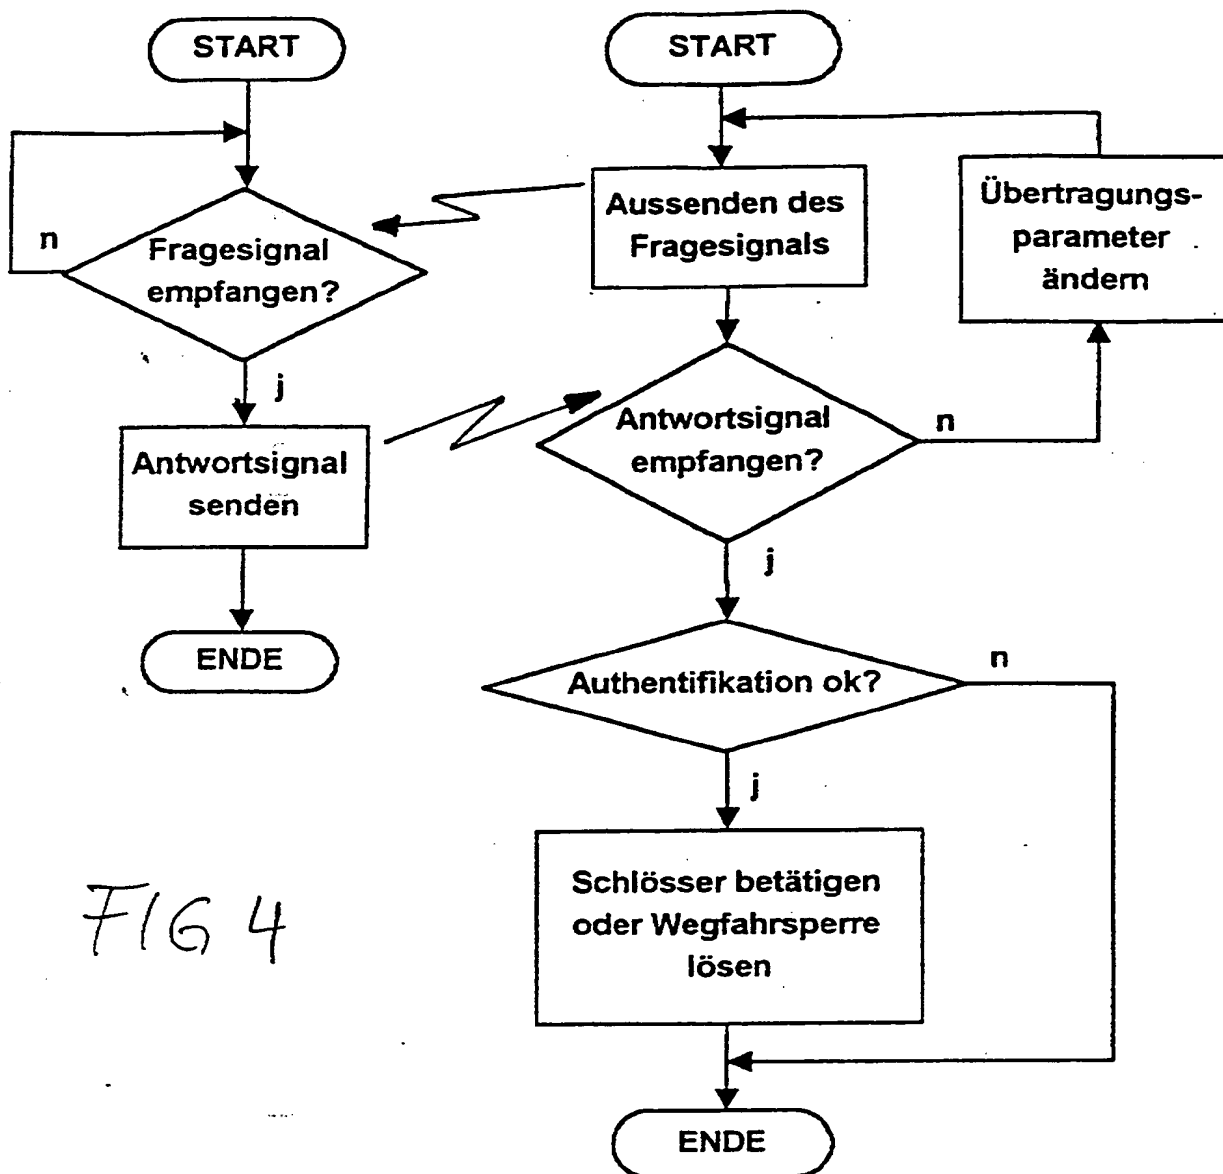 START
n
Fragesignal
empfangen?
j
Antwortsignal
senden
ENDE
START
Aussenden des
Fragesignals
Übertragungs-
parameter
ändern
Antwortsignal
empfangen?
n
j
Authentifikation ok?
n
j
Schlösser betätigen
oder Wegfahrsperre
lösen
ENDE
FIG 4